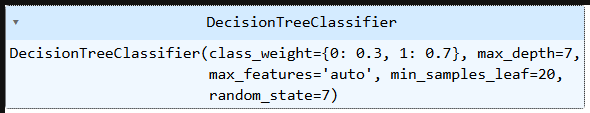 DecisionTreeClassifier
DecisionTreeClassifier(class_weight={0: 0.3, 1: 0.7}, max_depth=7,
max_features='auto', min_samples_leaf=20,
random_state=7)